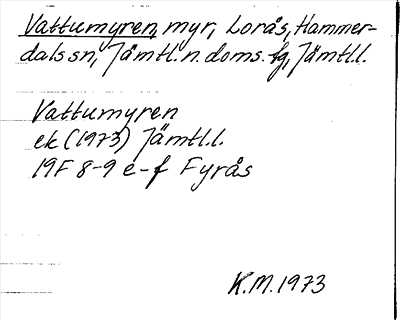 Vattumyren, myr, Lorås, Hammer-
dals sn, Jämtl. n. doms. fg, Jämtl.l.
Vattumyren
ek (1973) Jämtl.l.
19F 8-9 e-f Fyrås
K.M. 1973